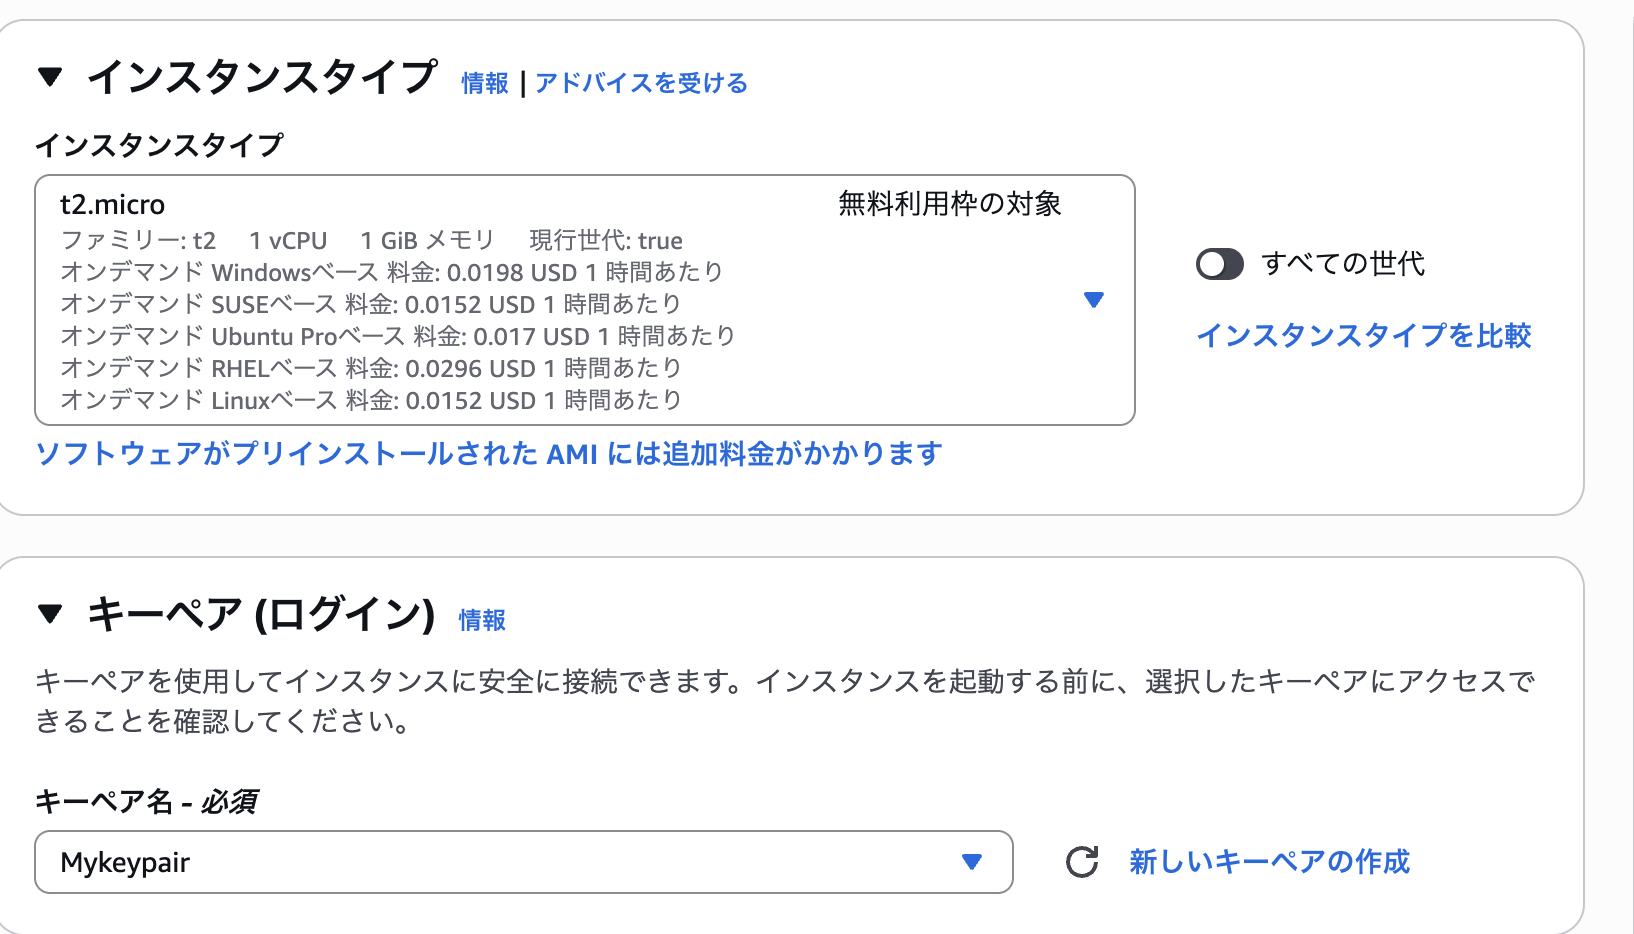 インスタンスタイプ 情報 | アドバイスを受ける
インスタンスタイプ
t2.micro 無料利用枠の対象
ファミリー: t2 1 vCPU 1 GiB メモリ 現行世代: true
オンデマンド Windowsベース 料金: 0.0198 USD 1 時間あたり
オンデマンド SUSEベース 料金: 0.0152 USD 1 時間あたり
オンデマンド Ubuntu Proベース 料金: 0.017 USD 1 時間あたり
オンデマンド RHELベース 料金: 0.0296 USD 1 時間あたり
オンデマンド Linuxベース 料金: 0.0152 USD 1 時間あたり
すべての世代
インスタンスタイプを比較
ソフトウェアがプリインストールされた AMI には追加料金がかかります
キーペア (ログイン) 情報
キーペアを使用してインスタンスに安全に接続できます。インスタンスを起動する前に、選択したキーペアにアクセスで
きることを確認してください。
キーペア名 - 必須
Mykeypair
新しいキーペアの作成